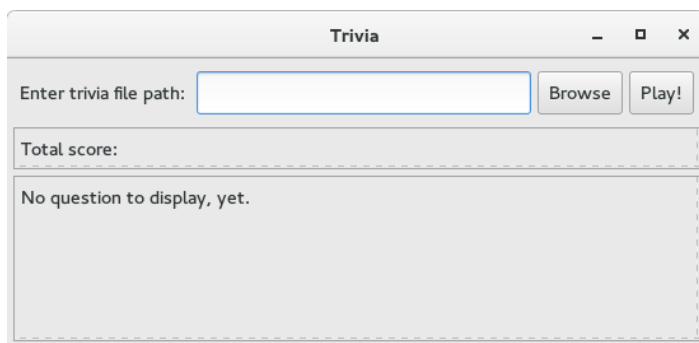 Trivia
Enter trivia file path: Browse Play!
Total score:
No question to display, yet.